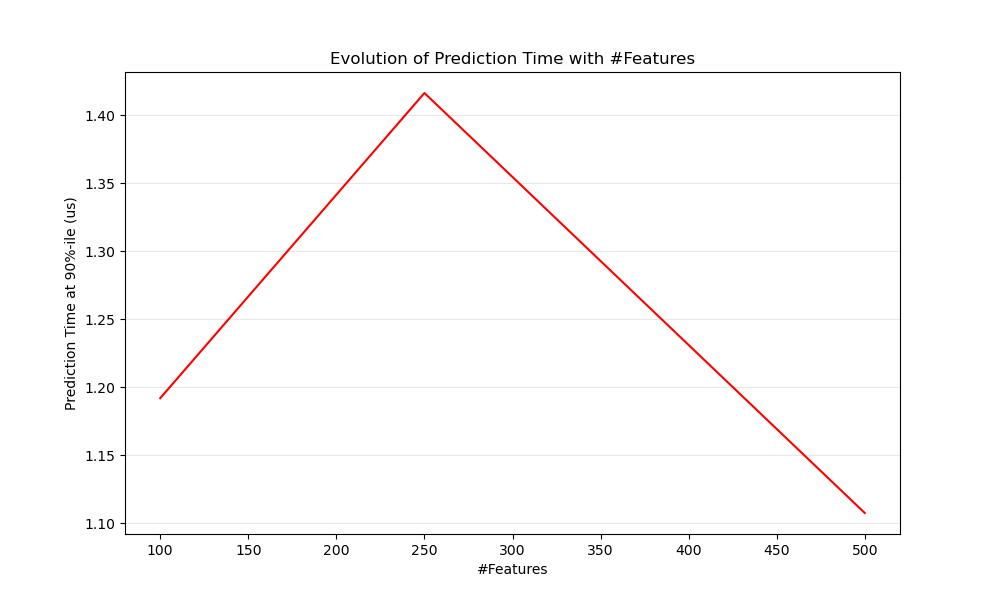 Evolution of Prediction Time with #Features
Prediction Time at 90%-ile (us)
1.40
1.35
1.30
1.25
1.20
1.15
1.10
100 150 200 250 300 350 400 450 500
#Features